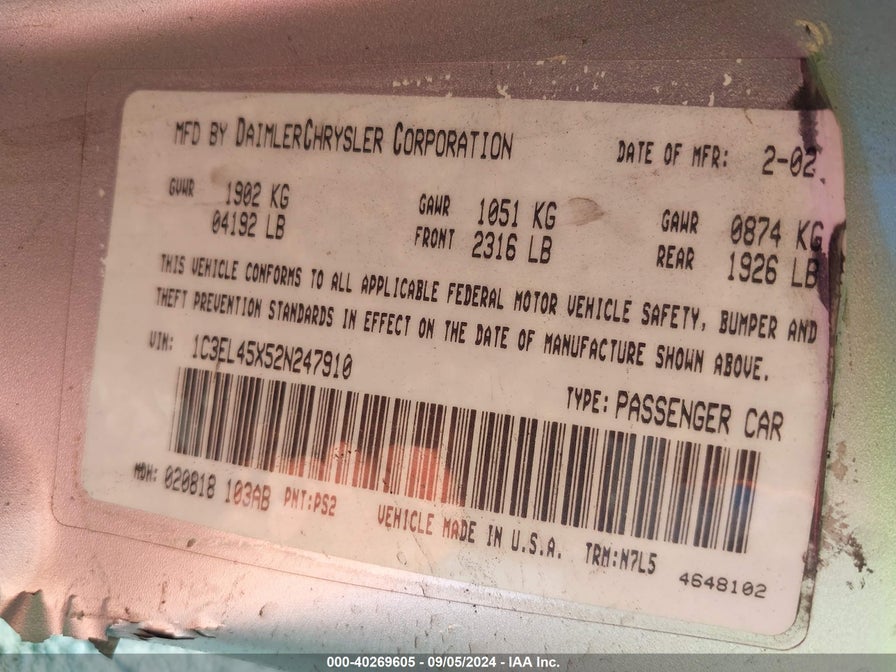 MFD BY DAIMLERCHRYSLER CORPORATION DATE OF MFR: 2-02
GVWR 1902 KG GAWR 1051 KG GAWR 0874 KG
04192 LB FRONT 2316 LB REAR 1926 LB
THIS VEHICLE CONFORMS TO ALL APPLICABLE FEDERAL MOTOR VEHICLE SAFETY, BUMPER AND
THEFT PREVENTION STANDARDS IN EFFECT ON THE DATE OF MANUFACTURE SHOWN ABOVE.
VIN: 1C3EL45X52N247910
TYPE: PASSENGER CAR
MDH: 020818 103AB PNT:PS2
VEHICLE MADE IN U.S.A. TRM:N7L5
4648102
000-40269605 - 09/05/2024 - IAA Inc.